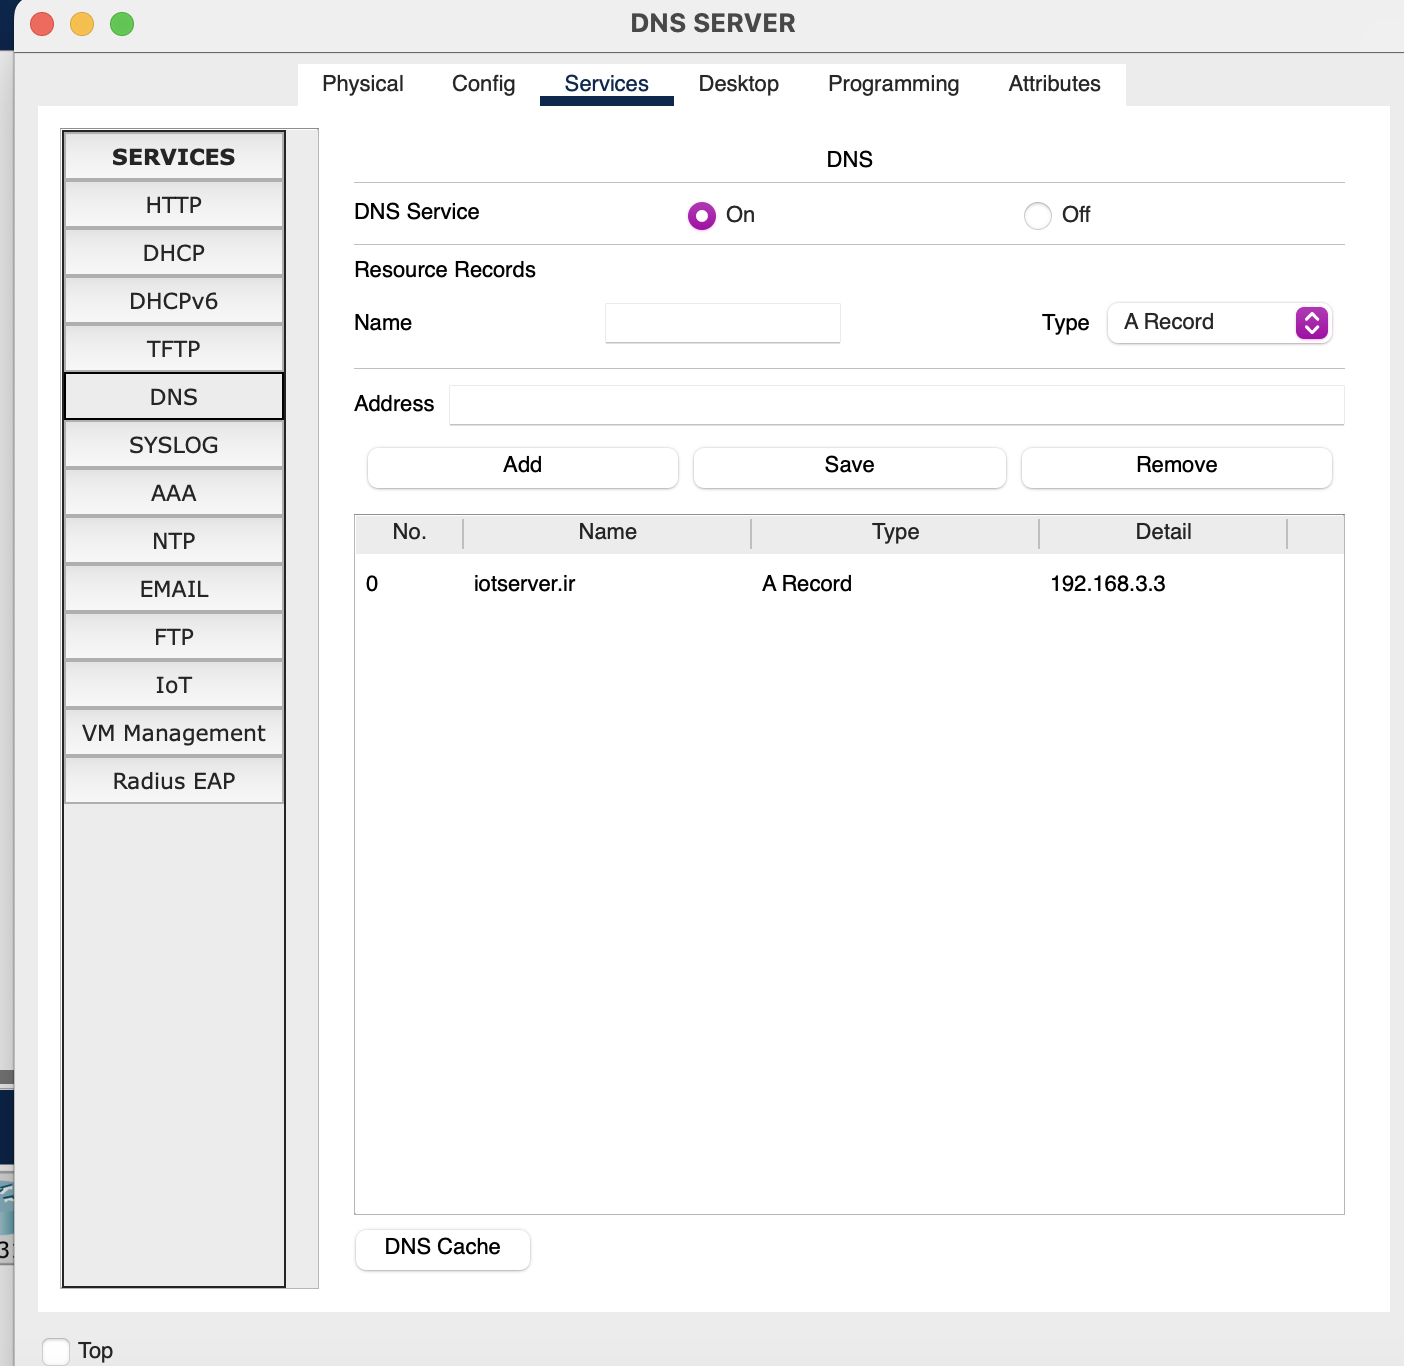 DNS SERVER
Physical Config Services Desktop Programming Attributes
SERVICES
HTTP
DHCP
DHCPv6
TFTP
DNS
SYSLOG
AAA
NTP
EMAIL
FTP
IoT
VM Management
Radius EAP
DNS
DNS Service On Off
Resource Records
Name Type A Record
Address
Add Save Remove
No. Name Type Detail
0 iotserver.ir A Record 192.168.3.3
DNS Cache
Top